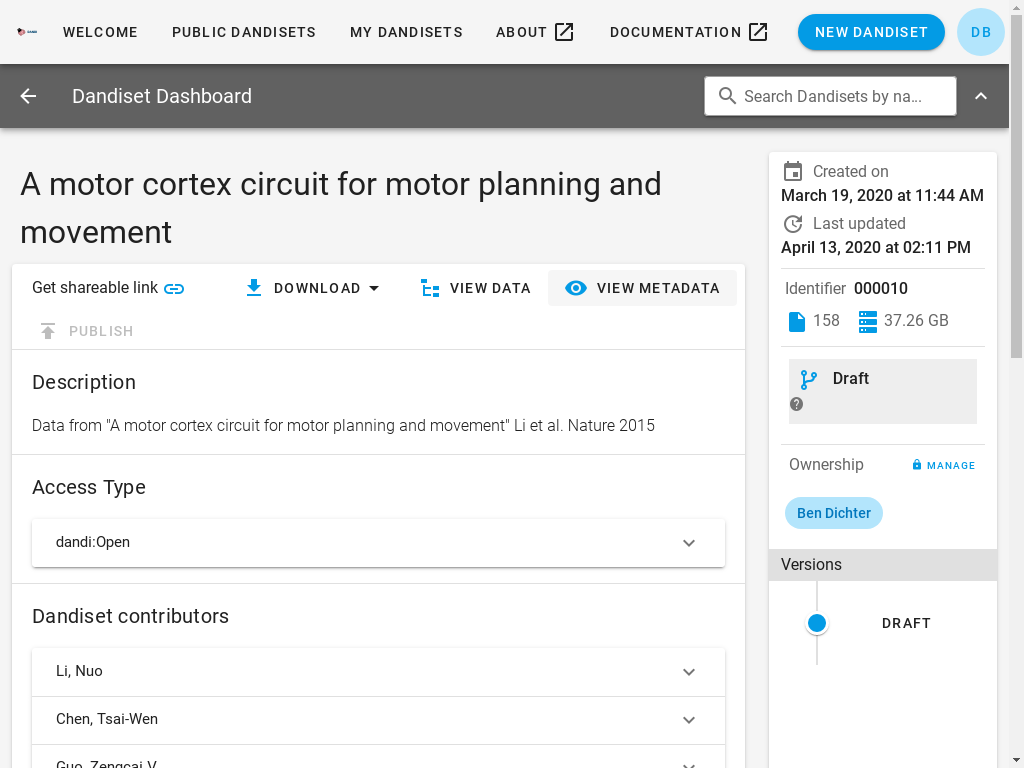 WELCOME PUBLIC DANDISETS MY DANDISETS ABOUT DOCUMENTATION NEW DANDISET DB
Dandiset Dashboard
Search Dandisets by na...
A motor cortex circuit for motor planning and
movement
Get shareable link DOWNLOAD VIEW DATA VIEW METADATA
PUBLISH
Description
Data from "A motor cortex circuit for motor planning and movement" Li et al. Nature 2015
Access Type
dandi:Open
Dandiset contributors
Li, Nuo
Chen, Tsai-Wen
Guo, Zengcai V
Created on
March 19, 2020 at 11:44 AM
Last updated
April 13, 2020 at 02:11 PM
Identifier 000010
158 37.26 GB
Draft
Ownership MANAGE
Ben Dichter
Versions
DRAFT